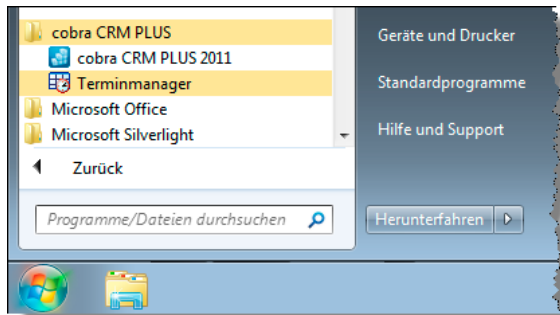 cobra CRM PLUS
cobra CRM PLUS 2011
Terminmanager
Microsoft Office
Microsoft Silverlight
Zurück
Programme/Dateien durchsuchen
Geräte und Drucker
Standardprogramme
Hilfe und Support
Herunterfahren